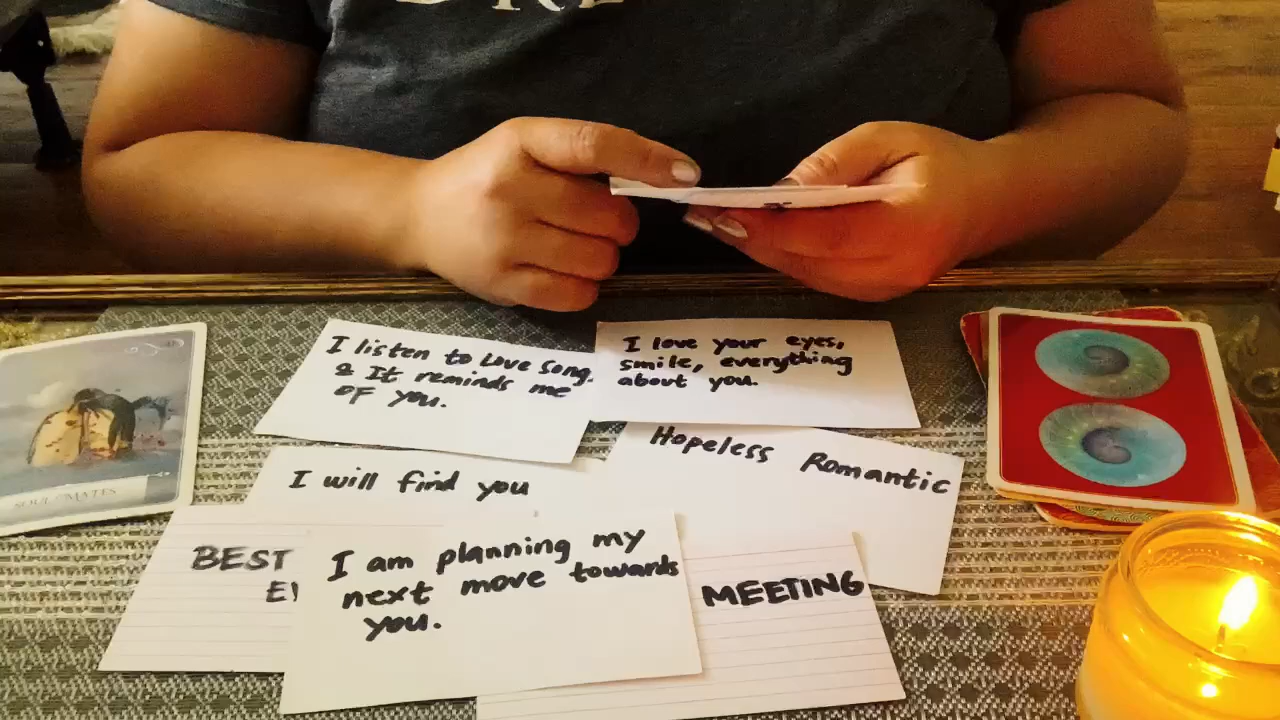 SOUL MATES
I listen to Love Song.
& It reminds me
OF you.
I love your eyes,
smile, everything
about you.
Hopeless Romantic
I will find you
BEST
I am planning my
next move towards
you.
MEETING